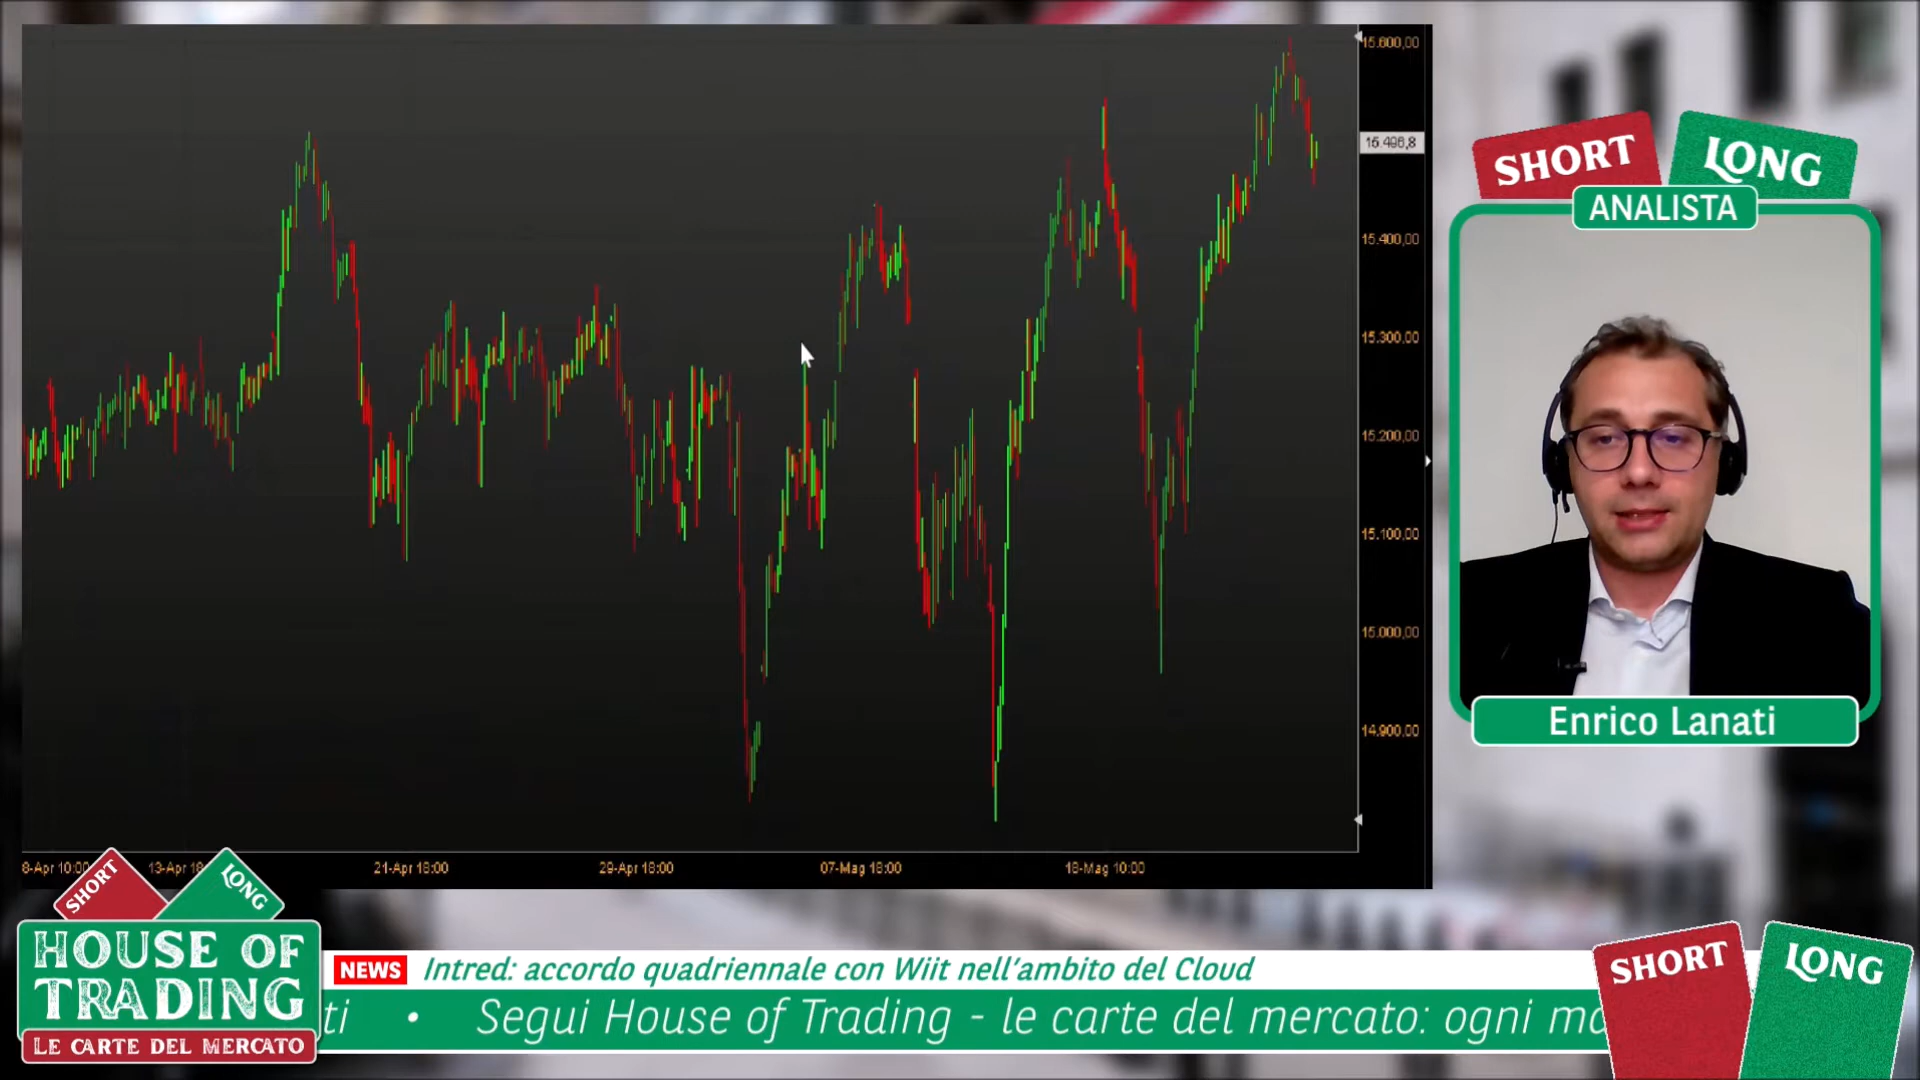 15.600,00
15.496,8
15.400,00
15.300,00
15.200,00
15.100,00
15.000,00
14.900,00
8-Apr 10:00
13-Apr 18
21-Apr 18:00
29-Apr 18:00
07-Mag 18:00
18-Mag 10:00
SHORT
LONG
ANALISTA
Enrico Lanati
SHORT
LONG
HOUSE OF
TRADING
LE CARTE DEL MERCATO
NEWS Intred: accordo quadriennale con Wiit nell'ambito del Cloud
ti • Segui House of Trading - le carte del mercato: ogni ma
SHORT
LONG